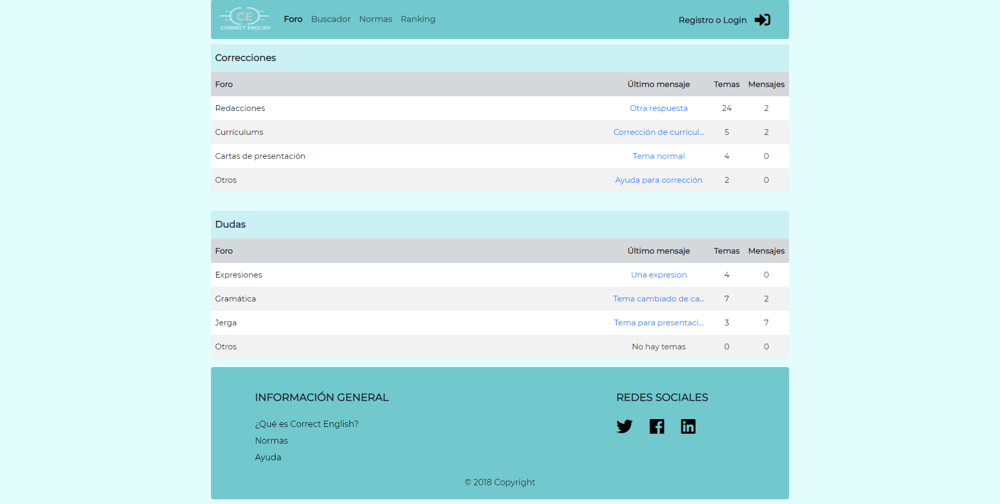 CE
CORRECT ENGLISH
Foro Buscador Normas Ranking Registro o Login
Correcciones
Foro Último mensaje Temas Mensajes
Redacciones Otra respuesta 24 2
Currículums Corrección de currícul... 5 2
Cartas de presentación Tema normal 4 0
Otros Ayuda para corrección 2 0
Dudas
Foro Último mensaje Temas Mensajes
Expresiones Una expresion 4 0
Gramática Tema cambiado de ca... 7 2
Jerga Tema para presentaci... 3 7
Otros No hay temas 0 0
INFORMACIÓN GENERAL
¿Qué es Correct English?
Normas
Ayuda
REDES SOCIALES
© 2018 Copyright